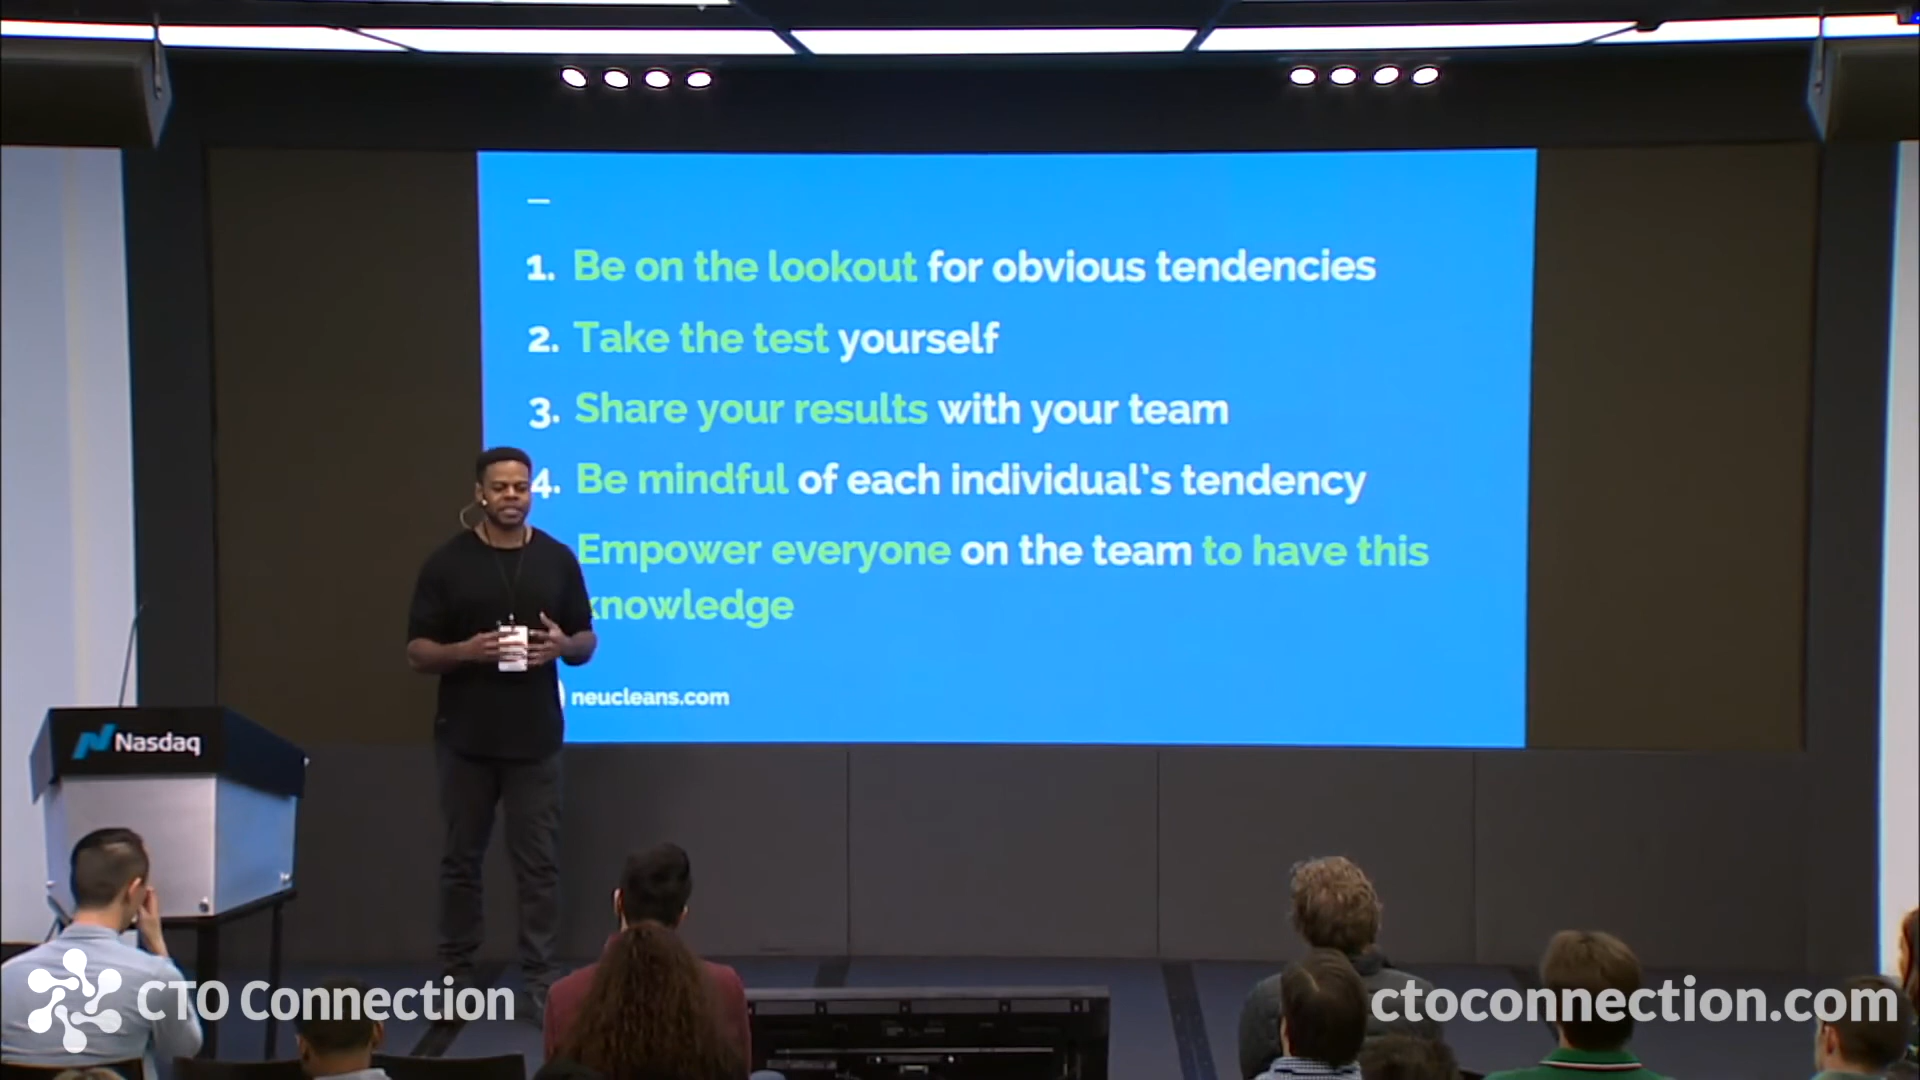 1. Be on the lookout for obvious tendencies
2. Take the test yourself
3. Share your results with your team
4. Be mindful of each individual's tendency
Empower everyone on the team to have this
knowledge
neucleans.com
Nasdaq
CTO Connection
ctoconnection.com